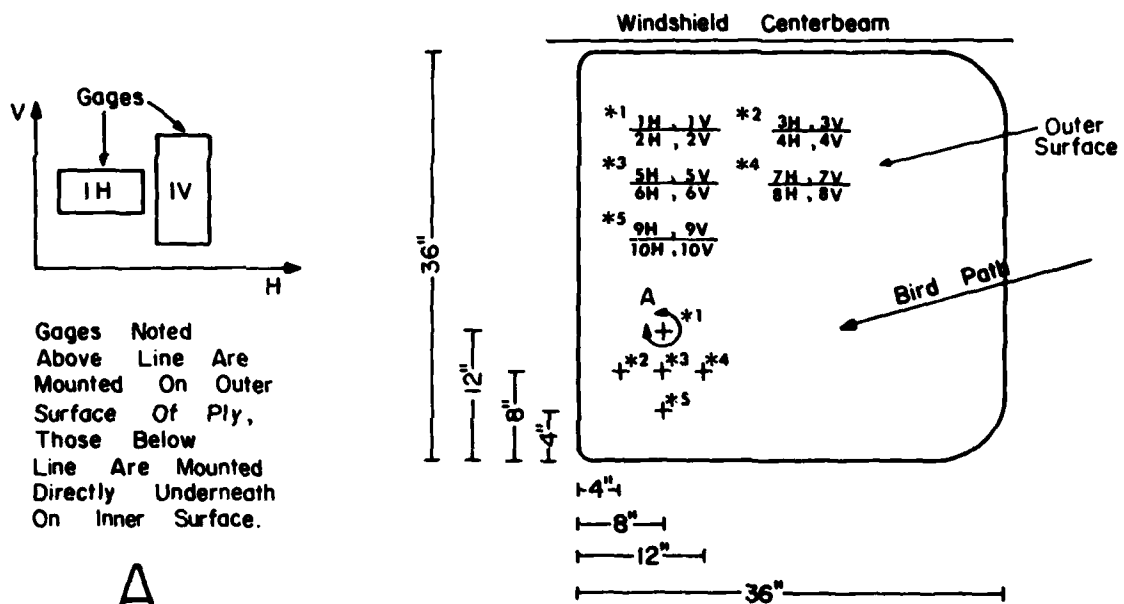 Windshield Centerbeam
Gages
V
1H
1V
H
Gages Noted
Above Line Are
Mounted On Outer
Surface Of Ply,
Those Below
Line Are Mounted
Directly Underneath
On Inner Surface.
A
*1
1H , 1V
2H , 2V
*2
3H , 3V
4H , 4V
*3
5H , 5V
6H , 6V
*4
7H , 7V
8H , 8V
*5
9H , 9V
10H , 10V
Outer
Surface
Bird Path
A
*1
*2
*3
*4
*5
36"
12"
8"
4"
4"
8"
12"
36"